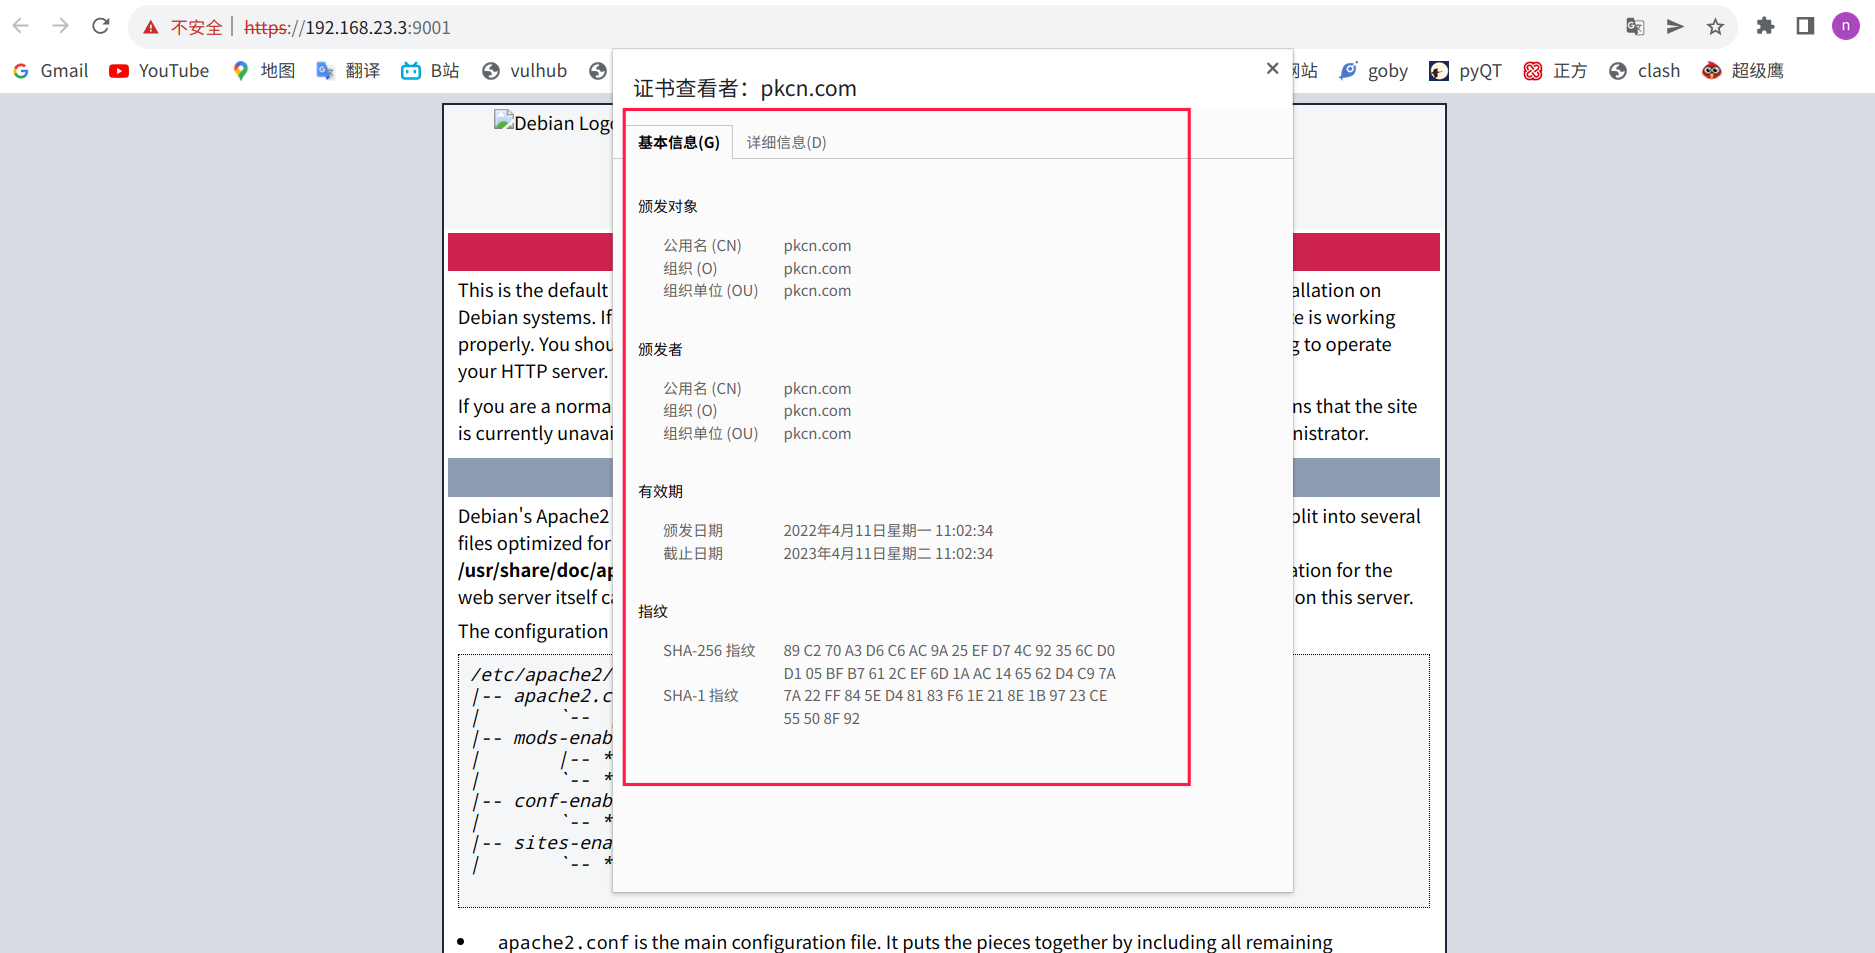 不安全 https://192.168.23.3:9001 n
Gmail YouTube 地图 翻译 B站 vulhub 网站 goby pyQT 正方 clash 超级鹰
证书查看者：pkcn.com
Debian Logo
基本信息(G) 详细信息(D)
颁发对象
公用名 (CN) pkcn.com
组织 (O) pkcn.com
组织单位 (OU) pkcn.com
颁发者
公用名 (CN) pkcn.com
组织 (O) pkcn.com
组织单位 (OU) pkcn.com
有效期
颁发日期 2022年4月11日星期一 11:02:34
截止日期 2023年4月11日星期二 11:02:34
指纹
SHA-256 指纹 89 C2 70 A3 D6 C6 AC 9A 25 EF D7 4C 92 35 6C D0
D1 05 BF B7 61 2C EF 6D 1A AC 14 65 62 D4 C9 7A
SHA-1 指纹 7A 22 FF 84 5E D4 81 83 F6 1E 21 8E 1B 97 23 CE
55 50 8F 92
This is the default allation on
Debian systems. If e is working
properly. You shou g to operate
your HTTP server.
If you are a norma ns that the site
is currently unavai nistrator.
Debian's Apache2 plit into several
files optimized for
/usr/share/doc/ap ation for the
web server itself ca on this server.
The configuration
/etc/apache2/
|-- apache2.c
| `--
|-- mods-enab
| |-- *
| `-- *
|-- conf-enab
| `-- *
|-- sites-ena
| `-- *
• apache2.conf is the main configuration file. It puts the pieces together by including all remaining